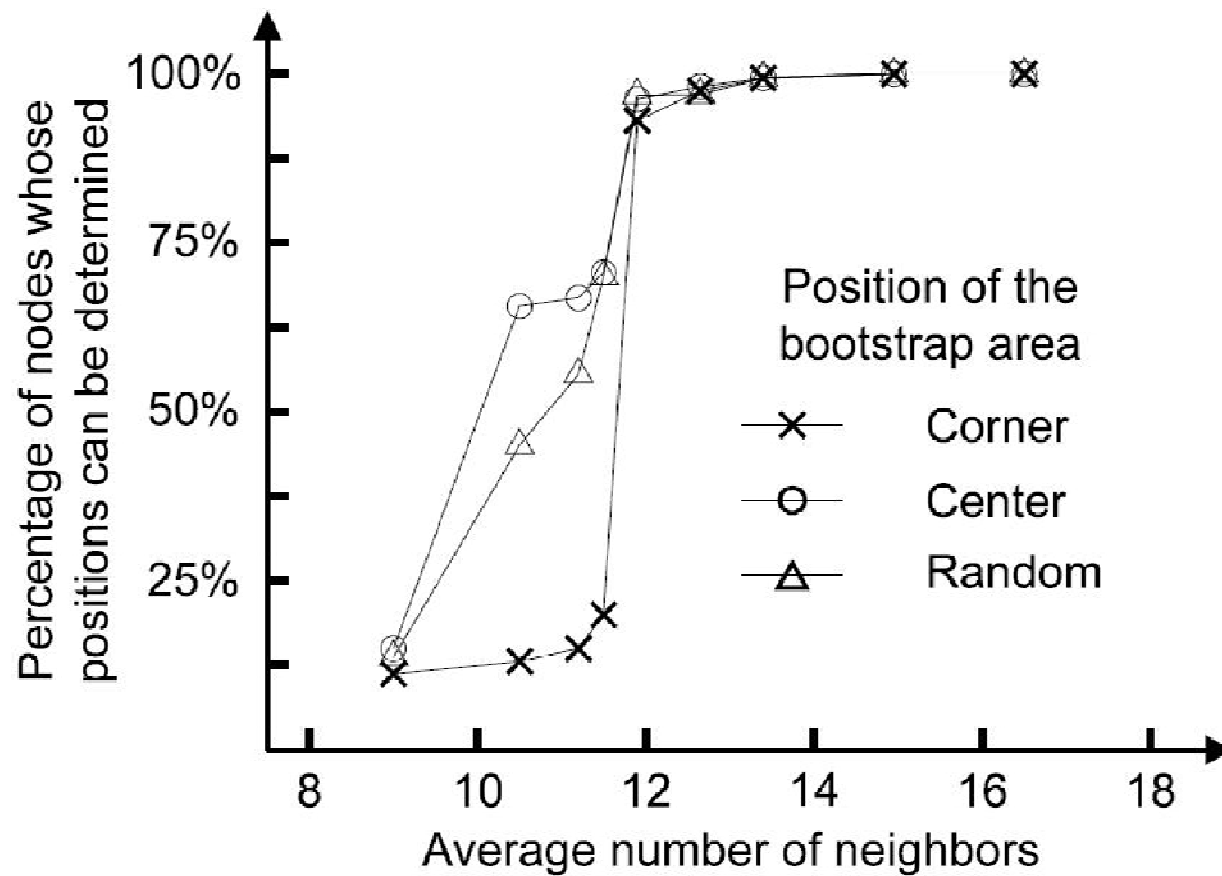 Percentage of nodes whose
positions can be determined
100%
75%
50%
25%
Position of the
bootstrap area
Corner
Center
Random
8 10 12 14 16 18
Average number of neighbors